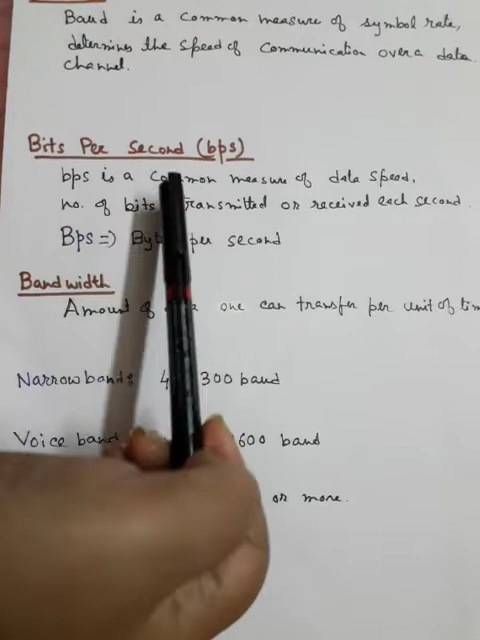 Baud is a common measure of symbol rate,
determines the speed of communication over a data
channel.
Bits Per Second (bps)
bps is a common measure of data speed,
no. of bits transmitted or received each second.
Bps => per second
Bandwidth
Amount of one can transfer per unit of
Narrowband: 300 baud
Voice band 600 baud
or more.